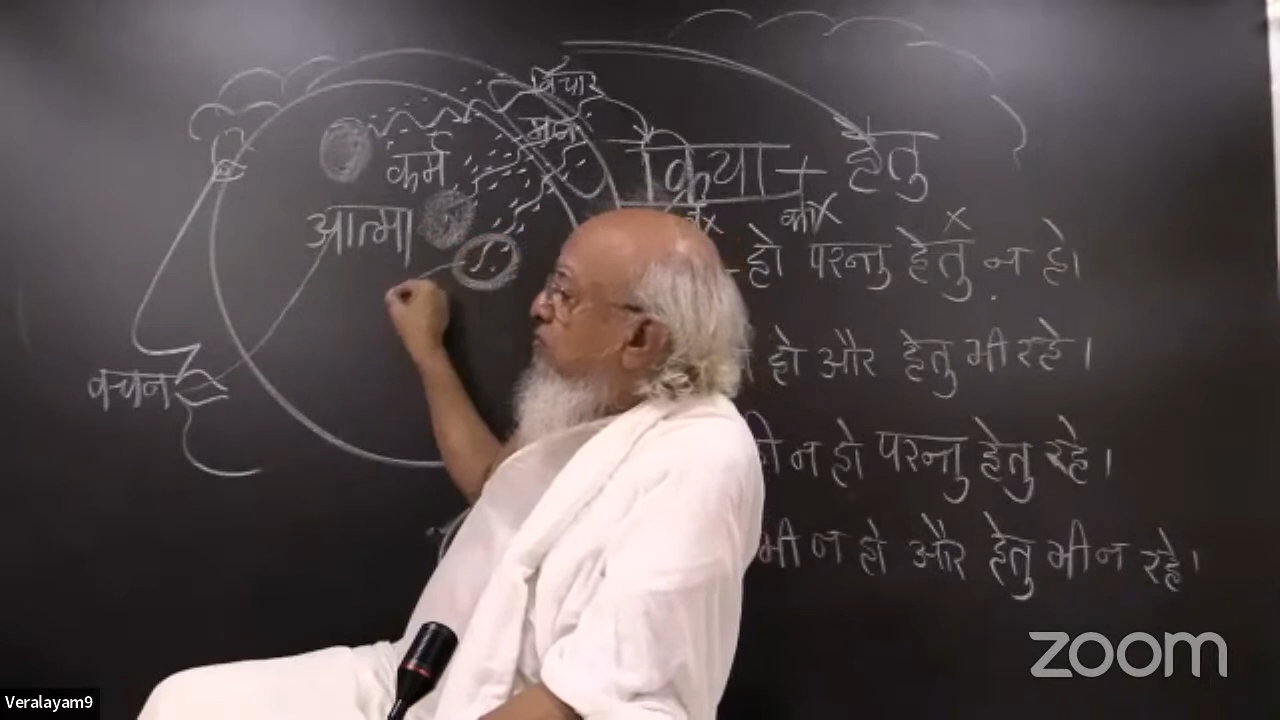 विचार
मन
कर्म
क्रिया + हेतु
आत्मा
हो परन्तु हेतु न हो।
हो और हेतु भी रहे।
वचन
न हो परन्तु हेतु रहे।
भी न हो और हेतु भी न रहे।
zoom
Veralayam9